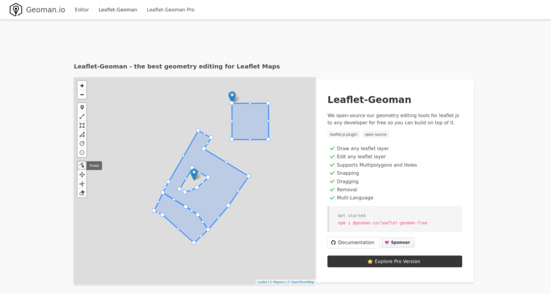 Geoman.io
Editor
Leaflet-Geoman
Leaflet-Geoman Pro
Leaflet-Geoman - the best geometry editing for Leaflet Maps
+
−
Finish
Leaflet | © Mapbox | © OpenStreetMap
Leaflet-Geoman
We open-source our geometry editing tools for leaflet.js
to any developer for free so you can build on top of it.
leaflet.js plugin
open-source
Draw any leaflet layer
Edit any leaflet layer
Supports Multipolygons and Holes
Snapping
Dragging
Removal
Multi-Language
Get started
npm i @geoman-io/leaflet-geoman-free
Documentation
Sponsor
Explore Pro Version